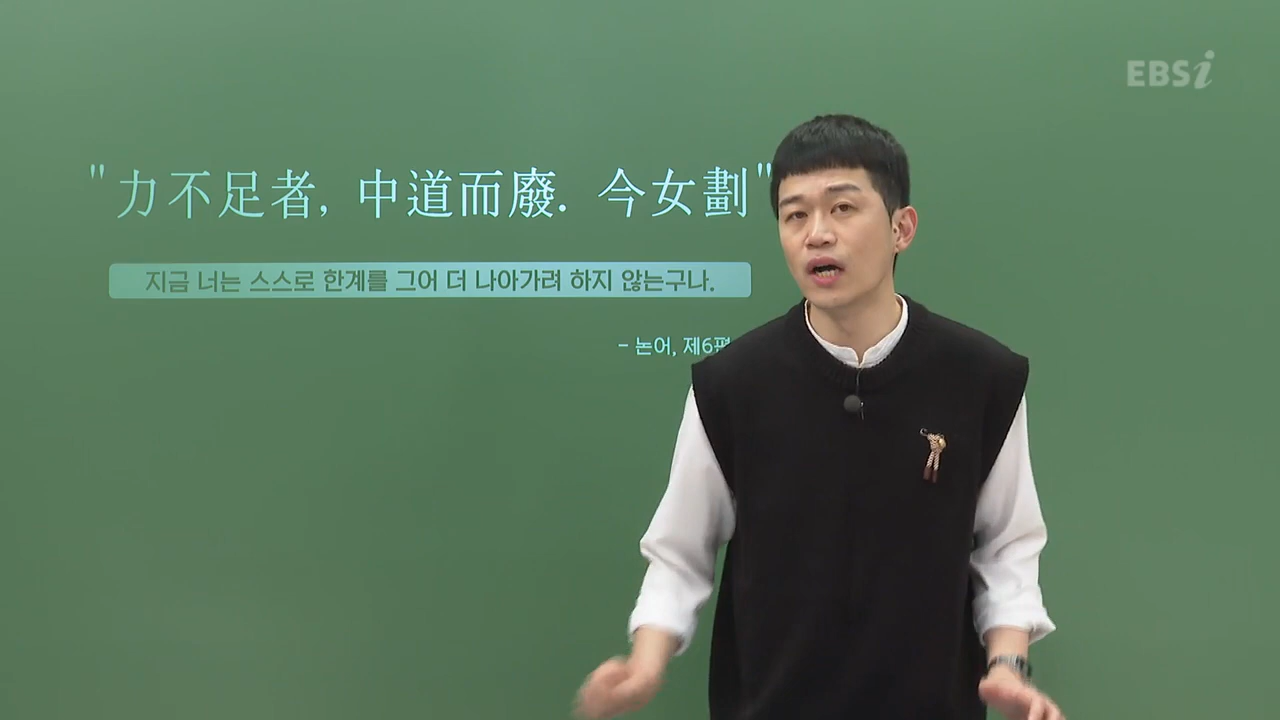 EBSi
"力不足者, 中道而廢. 今女劃"
지금 너는 스스로 한계를 그어 더 나아가려 하지 않는구나.
- 논어, 제6편